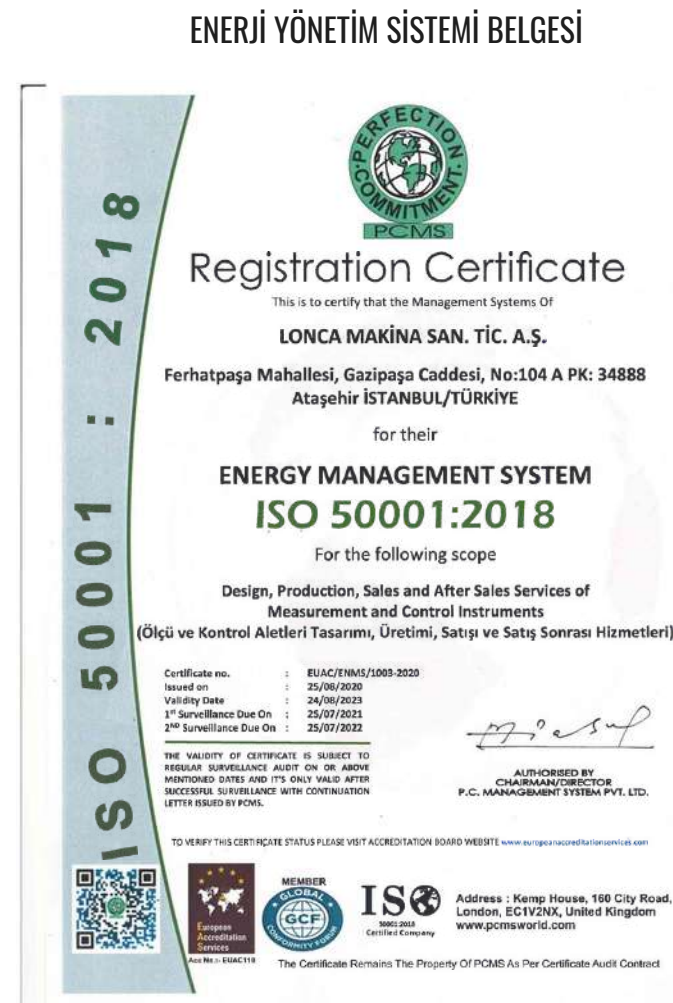 ENERJİ YÖNETİM SİSTEMİ BELGESİ
PERFECTION
COMMITMENT
PCMS
Registration Certificate
This is to certify that the Management Systems Of
LONCA MAKİNA SAN. TİC. A.Ş.
Ferhatpaşa Mahallesi, Gazipaşa Caddesi, No:104 A PK: 34888
Ataşehir İSTANBUL/TÜRKİYE
for their
ENERGY MANAGEMENT SYSTEM
ISO 50001:2018
For the following scope
Design, Production, Sales and After Sales Services of
Measurement and Control Instruments
(Ölçü ve Kontrol Aletleri Tasarımı, Üretimi, Satışı ve Satış Sonrası Hizmetleri)
Certificate no. : EUAC/ENMS/1003-2020
Issued on : 25/08/2020
Validity Date : 24/08/2023
1ST Surveillance Due On : 25/07/2021
2ND Surveillance Due On : 25/07/2022
THE VALIDITY OF CERTIFICATE IS SUBJECT TO
REGULAR SURVEILLANCE AUDIT ON OR ABOVE
MENTIONED DATES AND IT'S ONLY VALID AFTER
SUCCESSFUL SURVEILLANCE WITH CONTINUATION
LETTER ISSUED BY PCMS.
AUTHORISED BY
CHAIRMAN/DIRECTOR
P.C. MANAGEMENT SYSTEM PVT. LTD.
TO VERIFY THIS CERTIFICATE STATUS PLEASE VISIT ACCREDITATION BOARD WEBSITE www.europeanaccreditationservices.com
ISO 50001 : 2018
European
Accreditation
Services
Acc No.:- EUAC118
MEMBER
GLOBAL
GCF
CONFORMITY FORUM
ISO
50001:2018
Certified Company
Address : Kemp House, 160 City Road,
London, EC1V2NX, United Kingdom
www.pcmsworld.com
The Certificate Remains The Property Of PCMS As Per Certificate Audit Contract